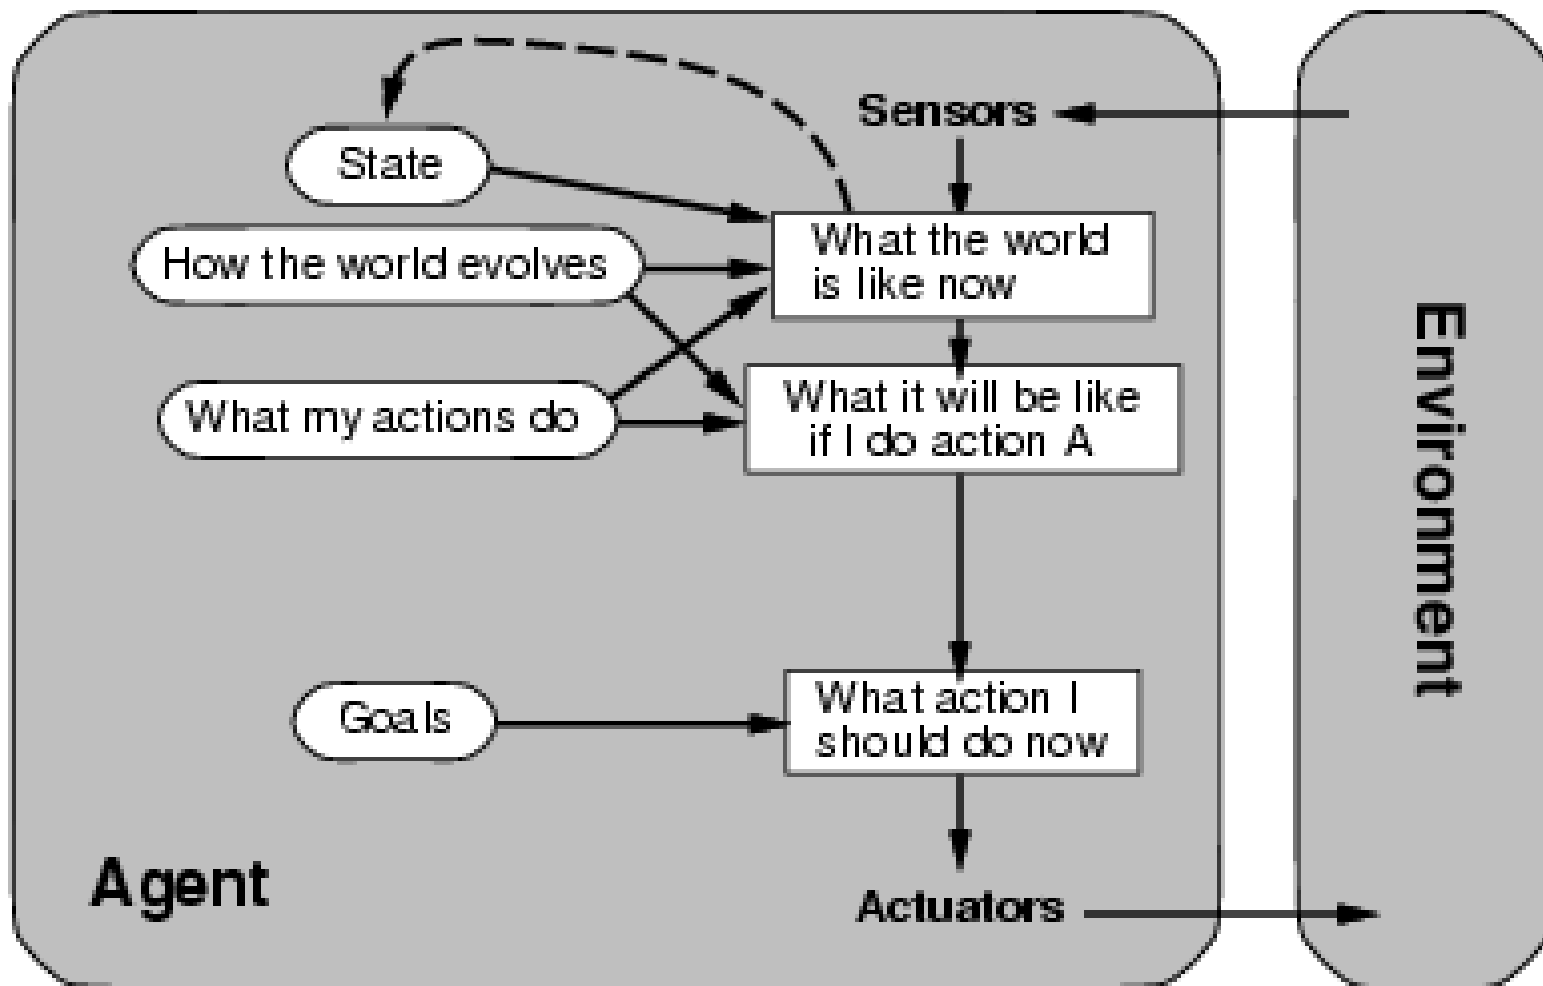 Sensors
State
What the world
is like now
How the world evolves
What it will be like
if I do action A
What my actions do
Environment
Goals
What action I
should do now
Agent
Actuators